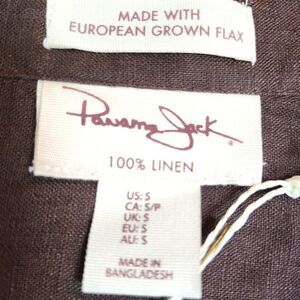 MADE WITH
EUROPEAN GROWN FLAX
Panama Jack
100% LINEN
US: S
CA: S/P
UK: S
EU: S
AU: S
MADE IN
BANGLADESH